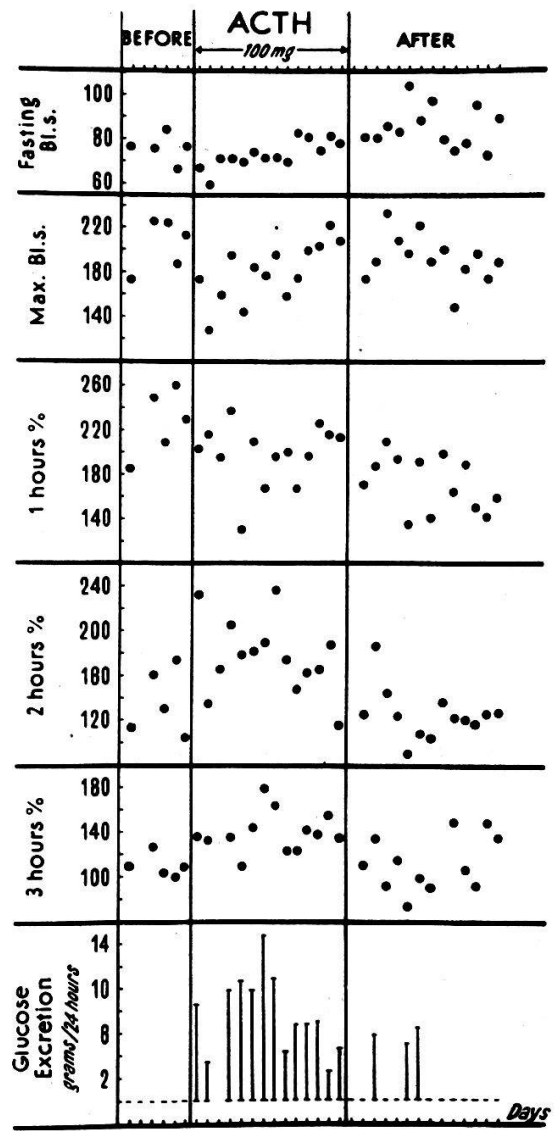 BEFORE
ACTH
100 mg
AFTER
Fasting
Bl.s.
100
80
60
Max. Bl.s.
220
180
140
1 hours %
260
220
180
140
2 hours %
240
200
160
120
3 hours %
180
140
100
Glucose
Excretion
grams/24 hours
14
10
6
2
Days